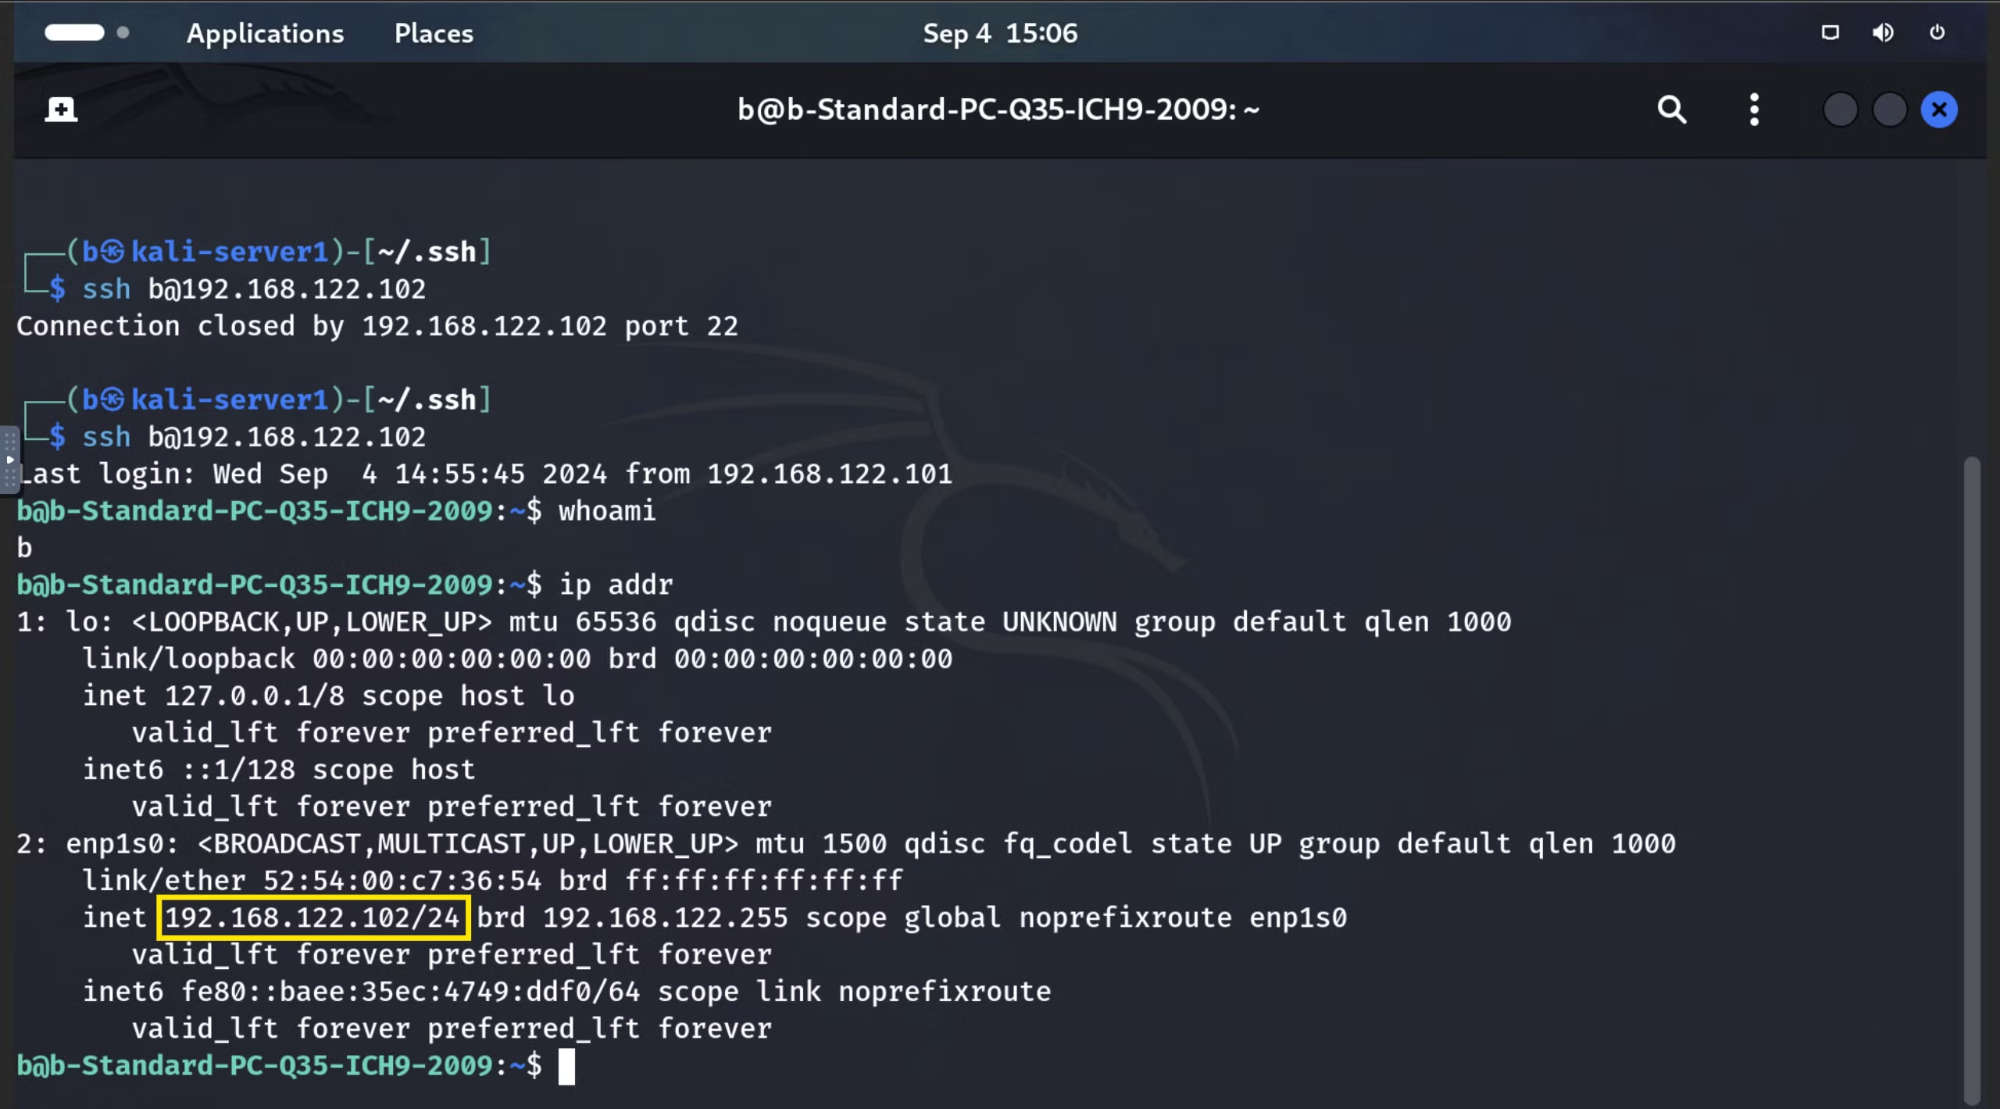 Applications Places Sep 4 15:06
b@b-Standard-PC-Q35-ICH9-2009: ~
┌──(b㉿kali-server1)-[~/.ssh]
└─$ ssh b@192.168.122.102
Connection closed by 192.168.122.102 port 22
┌──(b㉿kali-server1)-[~/.ssh]
└─$ ssh b@192.168.122.102
Last login: Wed Sep  4 14:55:45 2024 from 192.168.122.101
b@b-Standard-PC-Q35-ICH9-2009:~$ whoami
b
b@b-Standard-PC-Q35-ICH9-2009:~$ ip addr
1: lo: <LOOPBACK,UP,LOWER_UP> mtu 65536 qdisc noqueue state UNKNOWN group default qlen 1000
    link/loopback 00:00:00:00:00:00 brd 00:00:00:00:00:00
    inet 127.0.0.1/8 scope host lo
       valid_lft forever preferred_lft forever
    inet6 ::1/128 scope host
       valid_lft forever preferred_lft forever
2: enp1s0: <BROADCAST,MULTICAST,UP,LOWER_UP> mtu 1500 qdisc fq_codel state UP group default qlen 1000
    link/ether 52:54:00:c7:36:54 brd ff:ff:ff:ff:ff:ff
    inet 192.168.122.102/24 brd 192.168.122.255 scope global noprefixroute enp1s0
       valid_lft forever preferred_lft forever
    inet6 fe80::baee:35ec:4749:ddf0/64 scope link noprefixroute
       valid_lft forever preferred_lft forever
b@b-Standard-PC-Q35-ICH9-2009:~$